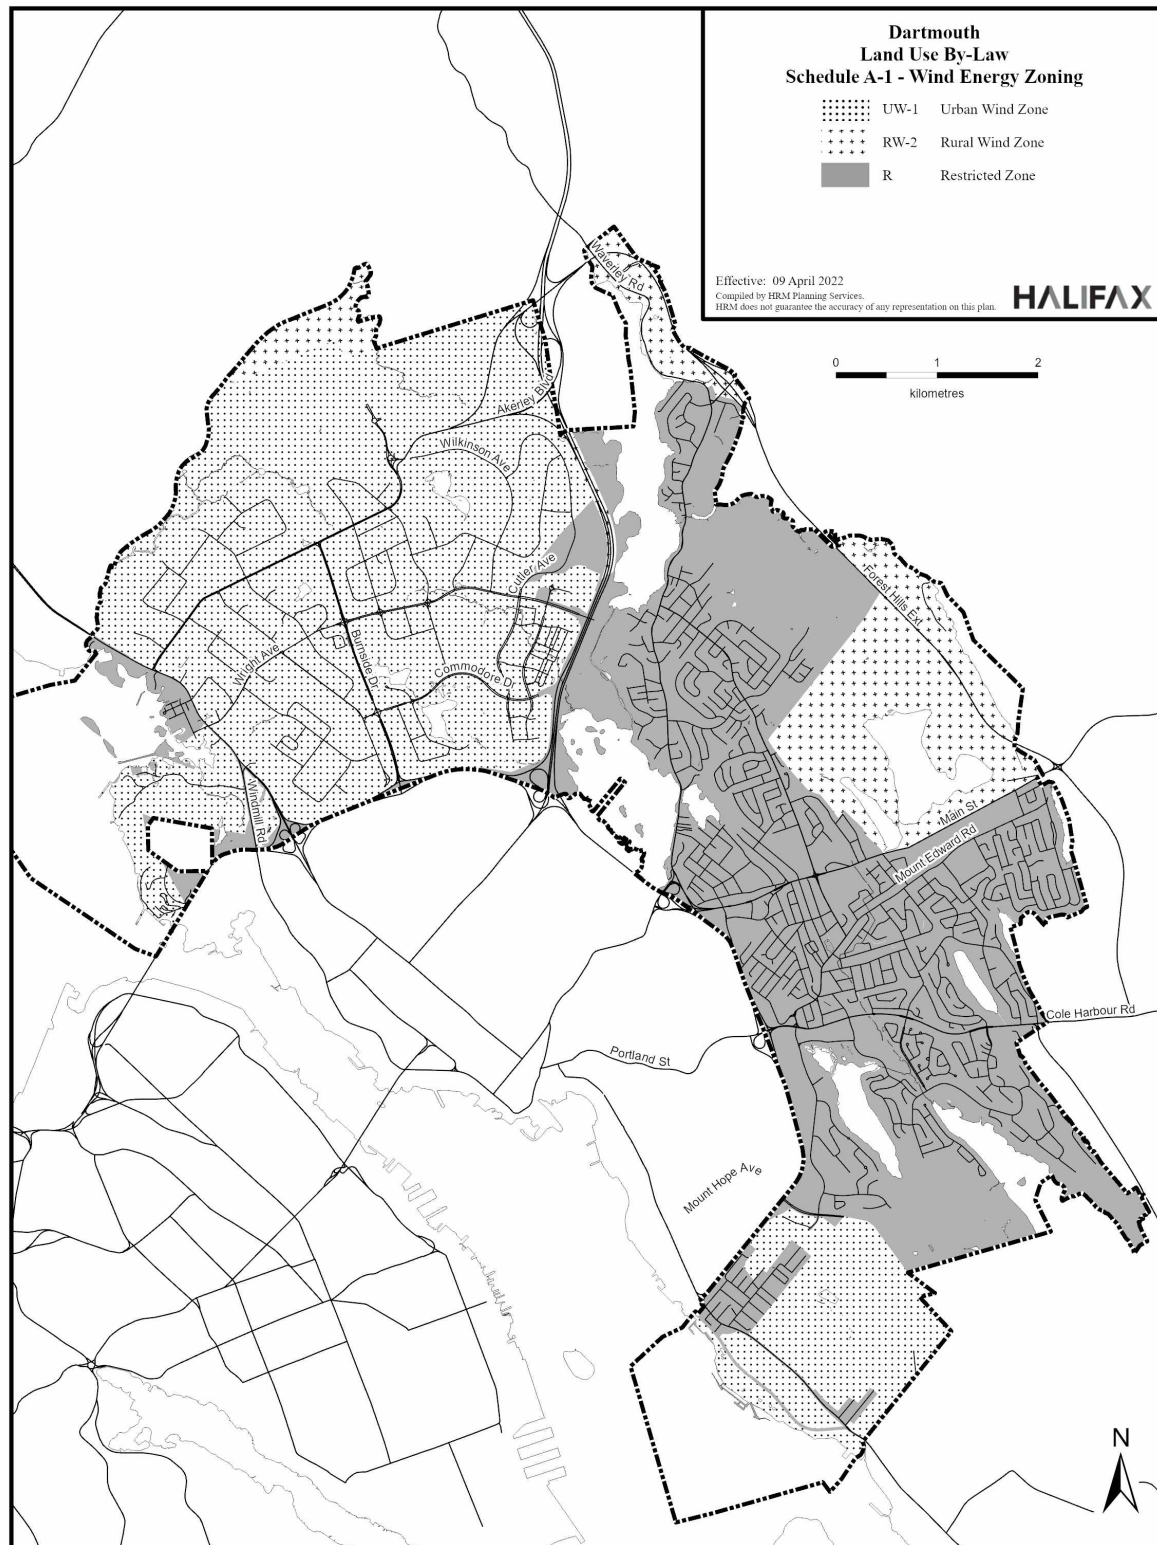 Dartmouth
Land Use By-Law
Schedule A-1 - Wind Energy Zoning
UW-1 Urban Wind Zone
RW-2 Rural Wind Zone
R Restricted Zone
Effective: 09 April 2022
Compiled by HRM Planning Services.
HRM does not guarantee the accuracy of any representation on this plan.
HALIFAX
0 1 2
kilometres
Waverley Rd
Akerley Blvd
Wilkinson Ave
Cutler Ave
Forest Hills Ext
Wright Ave
Burnside Dr
Commodore Dr
Windmill Rd
Main St
Mount Edward Rd
Cole Harbour Rd
Portland St
Mount Hope Ave
N